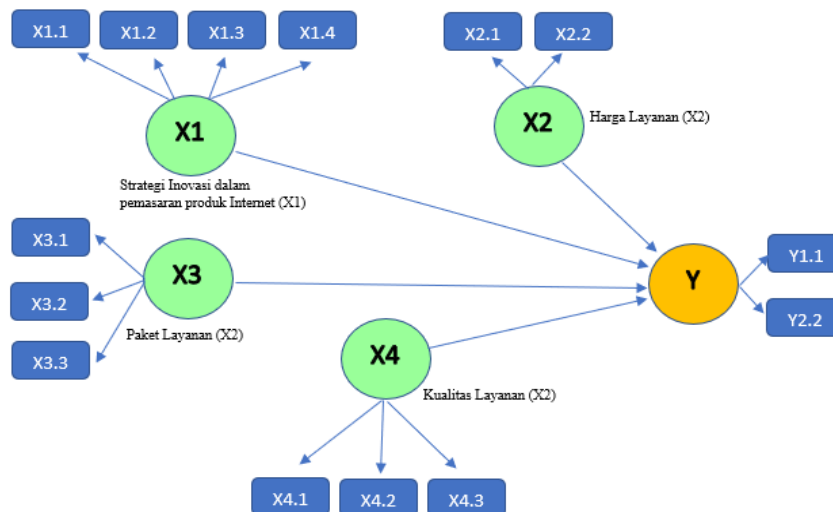 X1.1
X1.2
X1.3
X1.4
X2.1
X2.2
X1
X2
Harga Layanan (X2)
Strategi Inovasi dalam
pemasaran produk Internet (X1)
X3.1
X3.2
X3.3
X3
Paket Layanan (X2)
Y
Y1.1
Y2.2
X4
Kualitas Layanan (X2)
X4.1
X4.2
X4.3